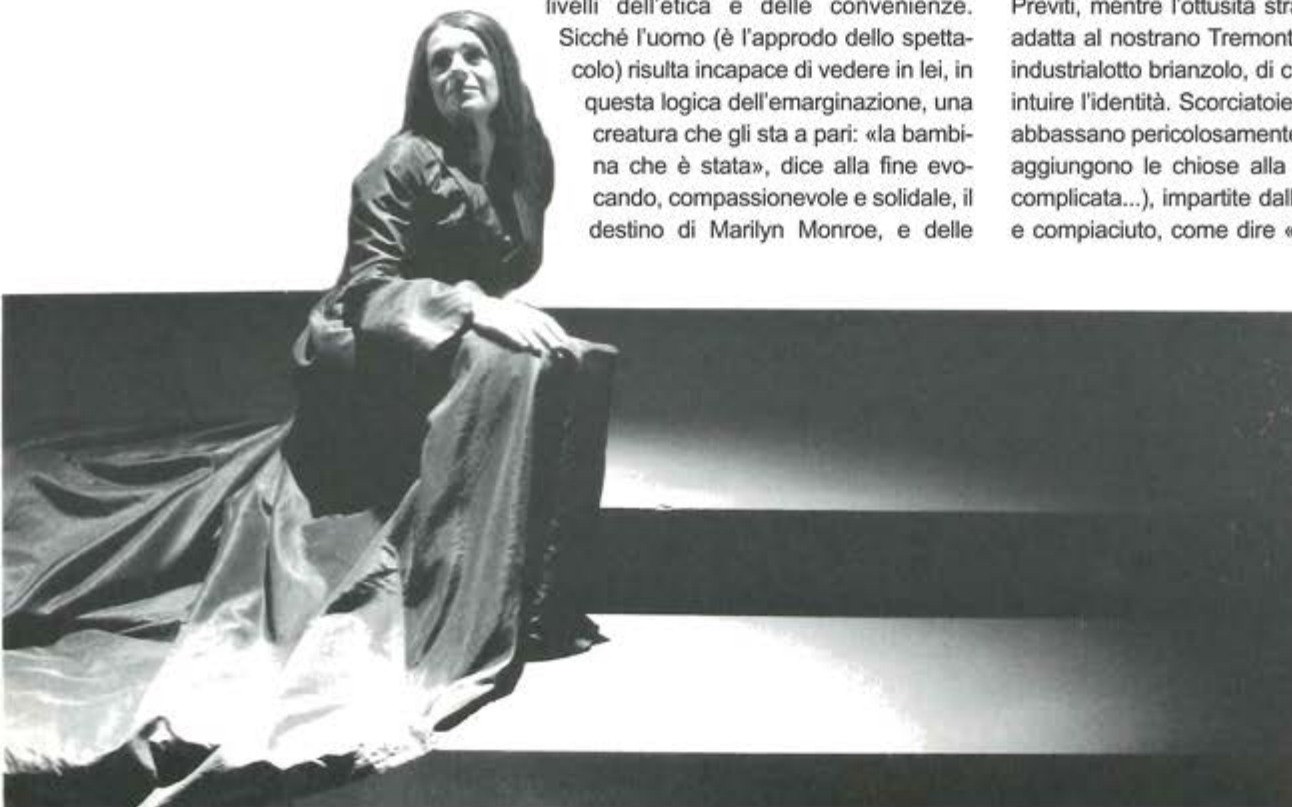 livelli dell'etica e delle convenienze.
Sicché l'uomo (è l'approdo dello spetta-
colo) risulta incapace di vedere in lei, in
questa logica dell'emarginazione, una
creatura che gli sta a pari: «la bambi-
na che è stata», dice alla fine evo-
cando, compassionevole e solidale, il
destino di Marilyn Monroe, e delle
Previti, mentre l'ottusità
adatta al nostrano
industrialotto brianzolo, di
intuire l'identità. Scorciatoie
abbassano pericolosamente
aggiungono le chiose alla
complicata...), impartite
e compiaciuto, come dire «